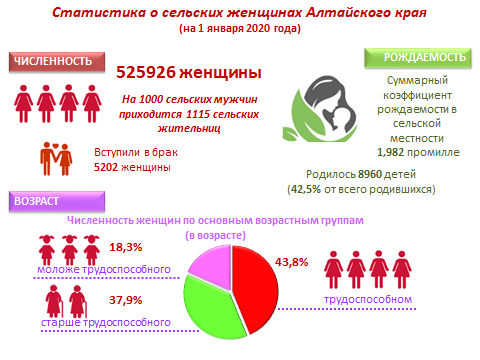 Статистика о сельских женщинах Алтайского края
(на 1 января 2020 года)
ЧИСЛЕННОСТЬ
525926 женщины
На 1000 сельских мужчин
приходится 1115 сельских
жительниц
Вступили в брак
5202 женщины
РОЖДАЕМОСТЬ
Суммарный
коэффициент
рождаемости в
сельской
местности
1,982 промилле
Родилось 8960 детей
(42,5% от всего родившихся)
ВОЗРАСТ
Численность женщин по основным возрастным группам
(в возрасте)
18,3%
моложе трудоспособного
37,9%
старше трудоспособного
43,8%
трудоспособном